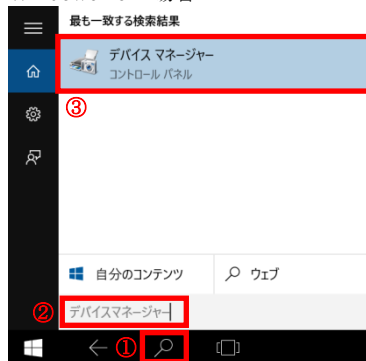 最も一致する検索結果
デバイス マネージャー
コントロール パネル
③
自分のコンテンツ
ウェブ
② デバイスマネージャー
①